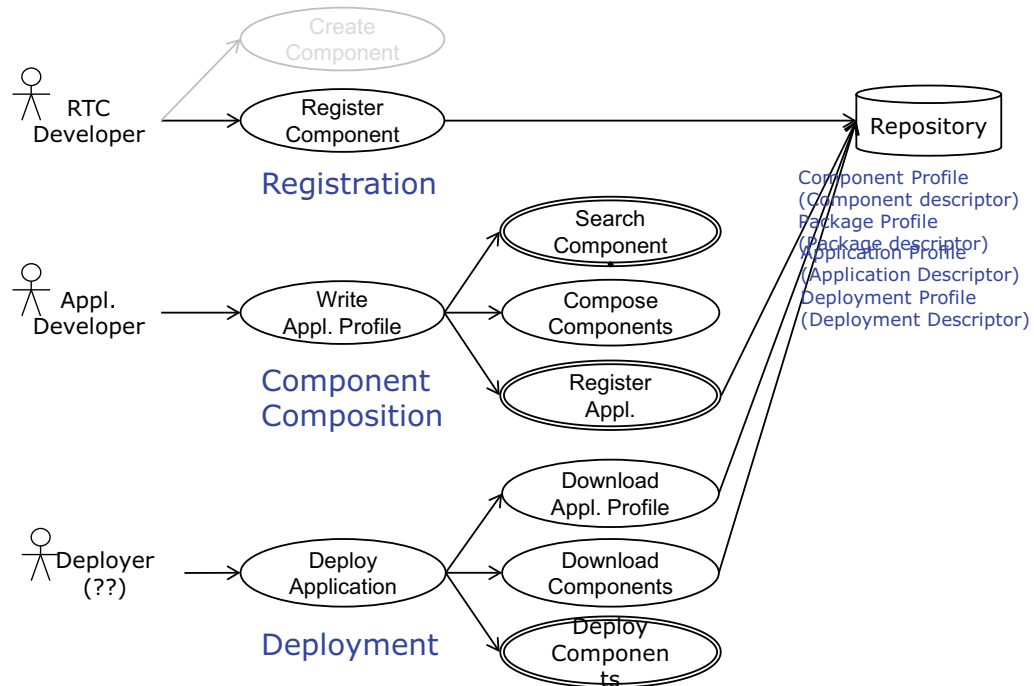 Create
Component
RTC
Developer
Register
Component
Repository
Registration
Component Profile
(Component descriptor)
Package Profile
(Package descriptor)
Application Profile
(Application Descriptor)
Deployment Profile
(Deployment Descriptor)
Search
Component
Appl.
Developer
Write
Appl. Profile
Compose
Components
Component
Composition
Register
Appl.
Download
Appl. Profile
Deployer
(??)
Deploy
Application
Download
Components
Deployment
Deploy
Componen
ts